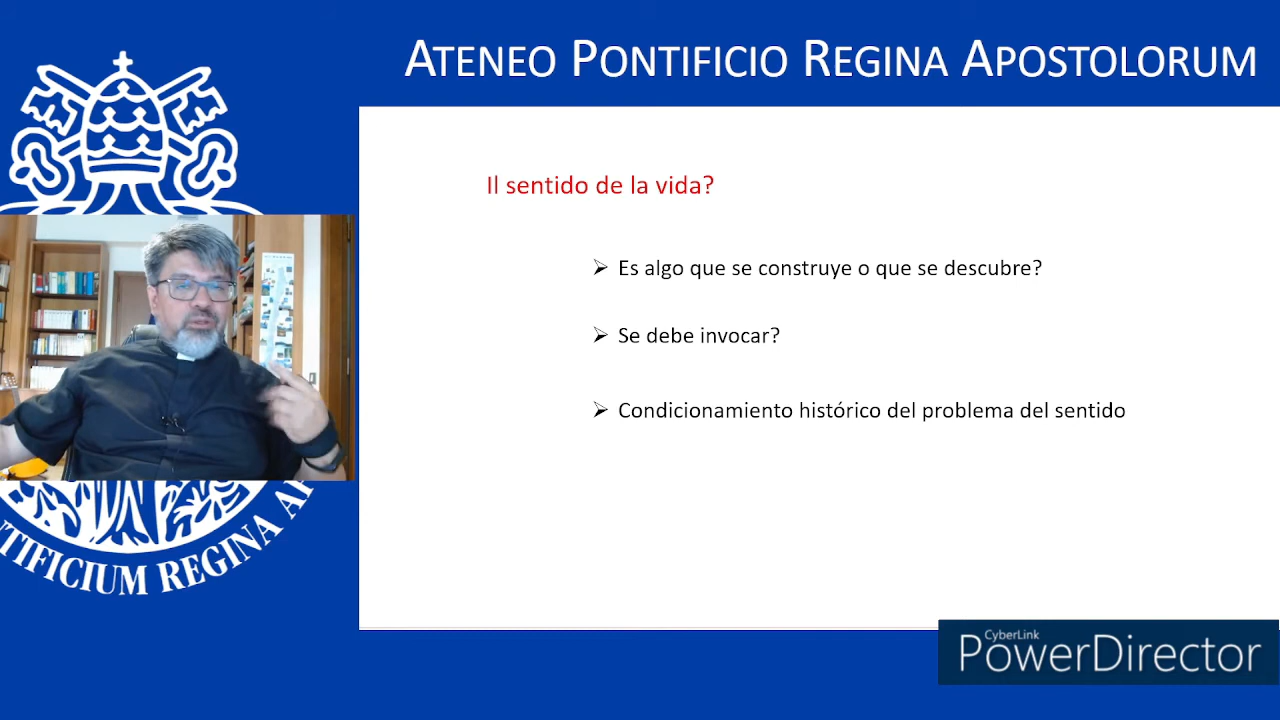 ATENEO PONTIFICIO REGINA APOSTOLORUM
Il sentido de la vida?
Es algo que se construye o que se descubre?
Se debe invocar?
Condicionamiento histórico del problema del sentido
TIFICIUM REGINA AP
CyberLink
PowerDirector